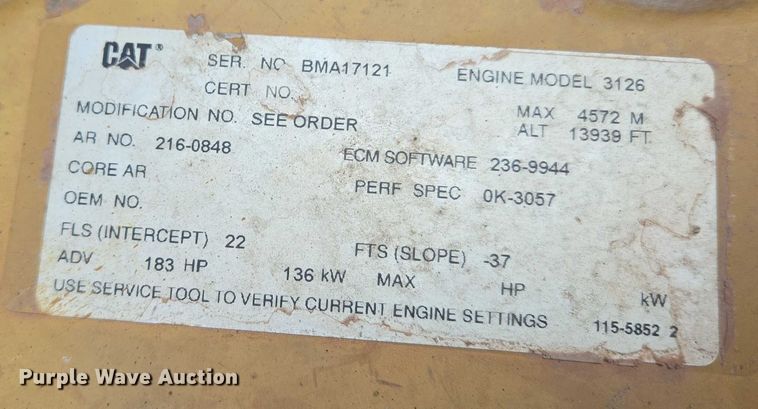 CAT®
SER. NO. BMA17121
ENGINE MODEL 3126
CERT NO.
MAX 4572 M
MODIFICATION NO. SEE ORDER
ALT 13939 FT
AR NO. 216-0848
ECM SOFTWARE 236-9944
CORE AR
PERF SPEC 0K-3057
OEM NO.
FLS (INTERCEPT) 22
FTS (SLOPE) -37
ADV 183 HP 136 kW MAX HP kW
USE SERVICE TOOL TO VERIFY CURRENT ENGINE SETTINGS 115-5852 2
Purple Wave Auction